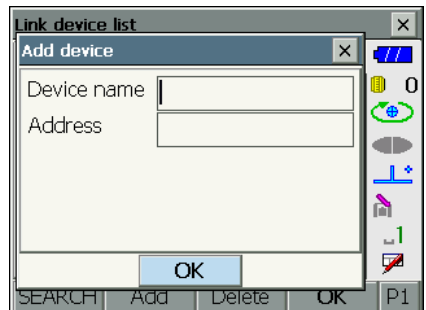 Link device list
Add device
Device name
Address
0
1
OK
SEARCH Add Delete OK P1